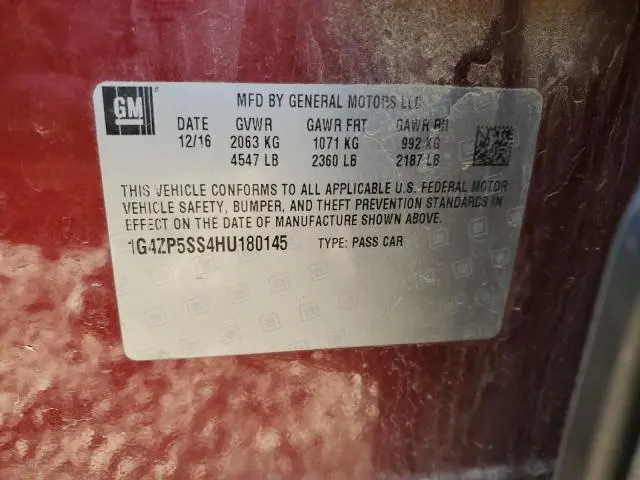 GM
MFD BY GENERAL MOTORS LLC
DATE GVWR GAWR FRT GAWR RR
12/16 2063 KG 1071 KG 992 KG
4547 LB 2360 LB 2187 LB
THIS VEHICLE CONFORMS TO ALL APPLICABLE U.S. FEDERAL MOTOR
VEHICLE SAFETY, BUMPER, AND THEFT PREVENTION STANDARDS IN
EFFECT ON THE DATE OF MANUFACTURE SHOWN ABOVE.
1G4ZP5SS4HU180145 TYPE: PASS CAR